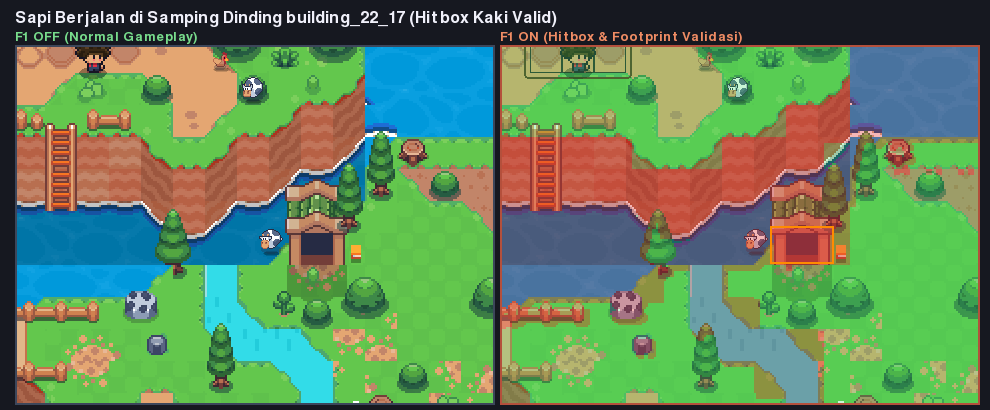 Sapi Berjalan di Samping Dinding building_22_17 (Hitbox Kaki Valid)
F1 OFF (Normal Gameplay)
F1 ON (Hitbox & Footprint Validasi)